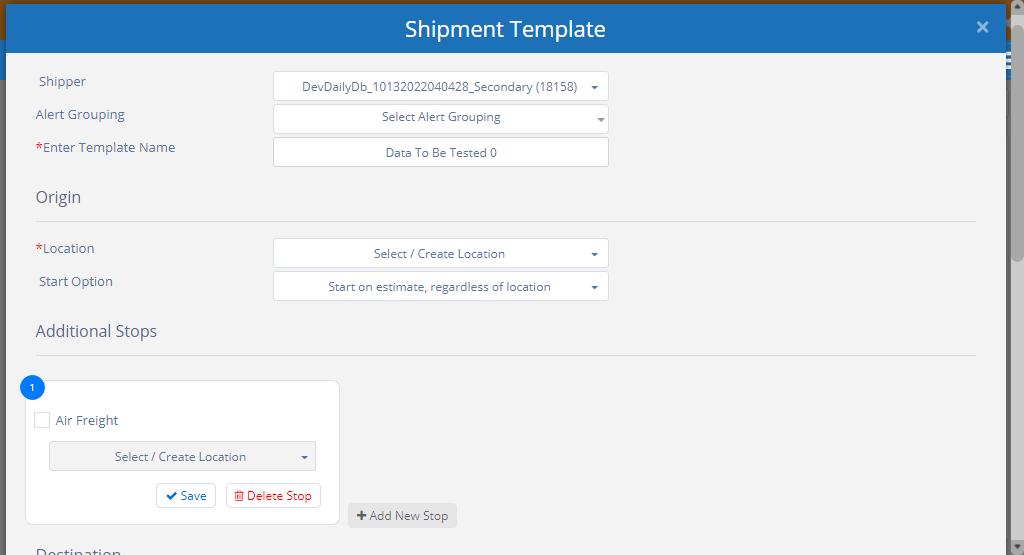 Shipment Template
Shipper
DevDailyDb_10132022040428_Secondary (18158)
Alert Grouping
Select Alert Grouping
*Enter Template Name
Data To Be Tested 0
Origin
*Location
Select / Create Location
Start Option
Start on estimate, regardless of location
Additional Stops
1
Air Freight
Select / Create Location
Save
Delete Stop
Add New Stop
Destination